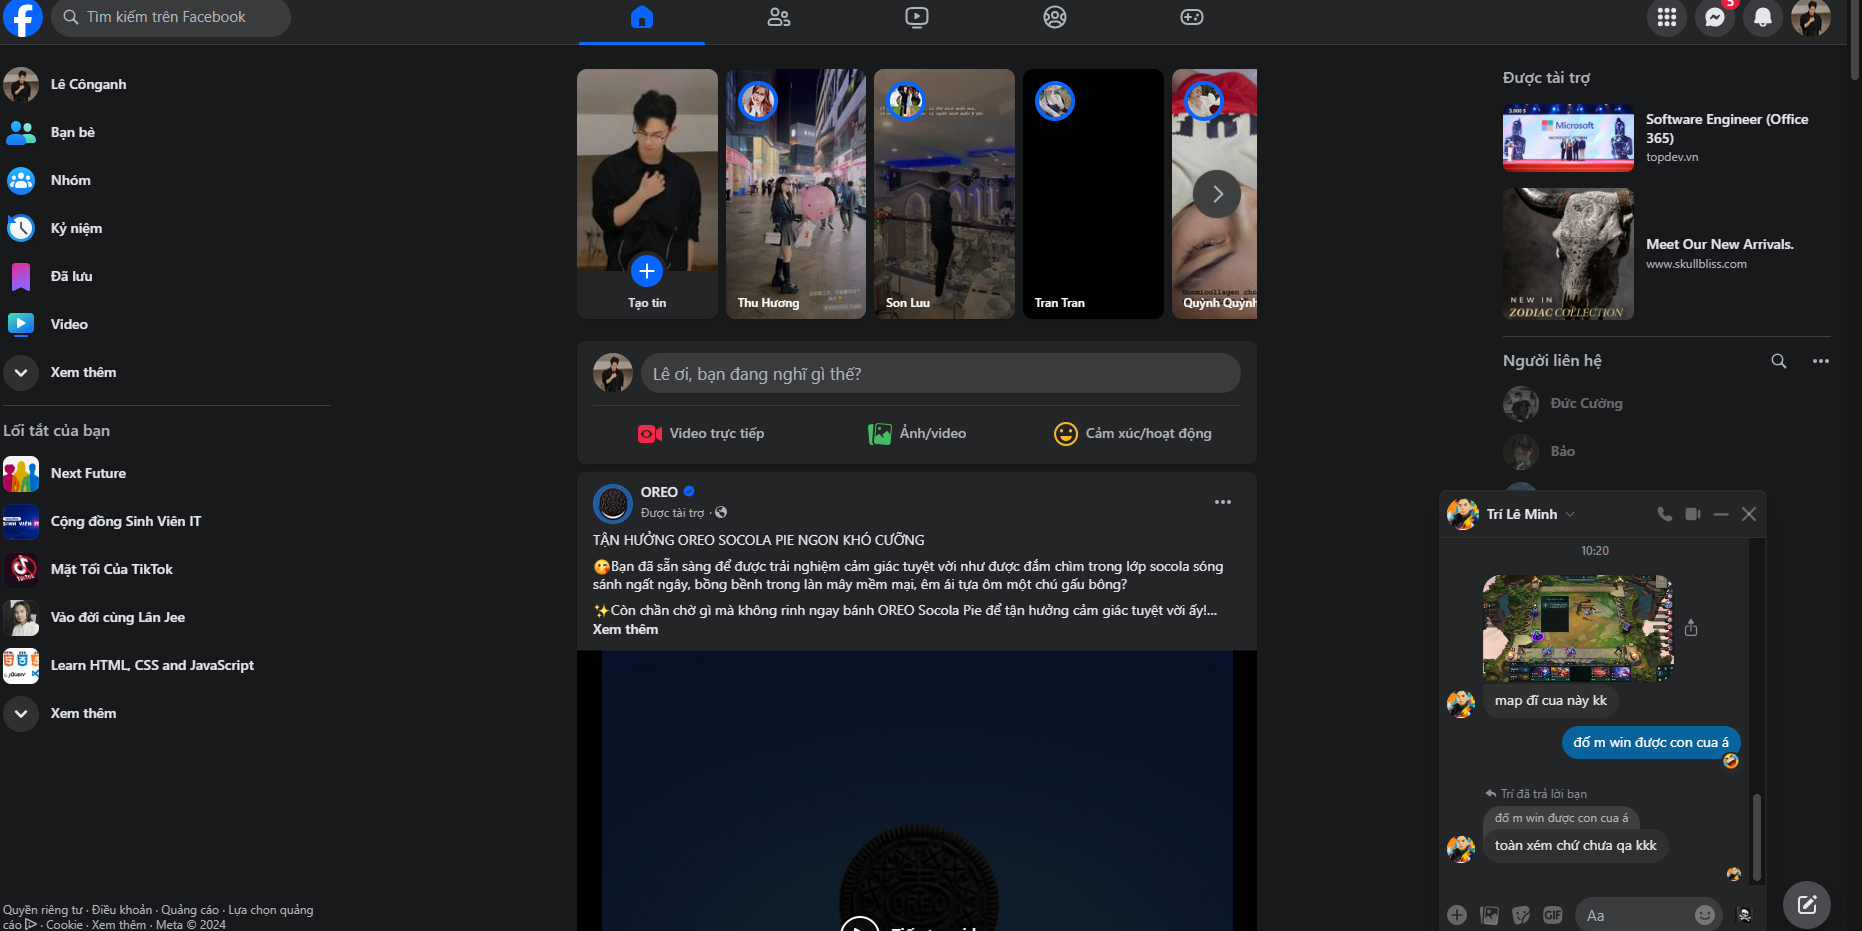 Tìm kiếm trên Facebook
5
Lê Cônganh
Bạn bè
Nhóm
Kỷ niệm
Đã lưu
Video
Xem thêm
Lối tắt của bạn
Next Future
Cộng đồng Sinh Viên IT
Mặt Tối Của TikTok
Vào đời cùng Lân Jee
Learn HTML, CSS and JavaScript
Xem thêm
Quyền riêng tư · Điều khoản · Quảng cáo · Lựa chọn quảng
cáo · Cookie · Xem thêm · Meta © 2024
Tạo tin
Thu Hương
Son Luu
Tran Tran
Quỳnh Quỳnh
Lê ơi, bạn đang nghĩ gì thế?
Video trực tiếp
Ảnh/video
Cảm xúc/hoạt động
OREO
Được tài trợ ·
TẬN HƯỞNG OREO SOCOLA PIE NGON KHÓ CƯỠNG
😘Bạn đã sẵn sàng để được trải nghiệm cảm giác tuyệt vời như được đắm chìm trong lớp socola sóng
sánh ngất ngây, bồng bềnh trong làn mây mềm mại, êm ái tựa ôm một chú gấu bông?
✨Còn chần chờ gì mà không rinh ngay bánh OREO Socola Pie để tận hưởng cảm giác tuyệt vời ấy!...
Xem thêm
OREO
Được tài trợ
Microsoft
Software Engineer (Office
365)
topdev.vn
NEW IN
ZODIAC COLLECTION
Meet Our New Arrivals.
www.skullbliss.com
Người liên hệ
Đức Cường
Bảo
Trí Lê Minh
10:20
map đĩ cua này kk
đố m win được con cua á
Trí đã trả lời bạn
đố m win được con cua á
toàn xém chứ chưa qa kkk
GIF
Aa